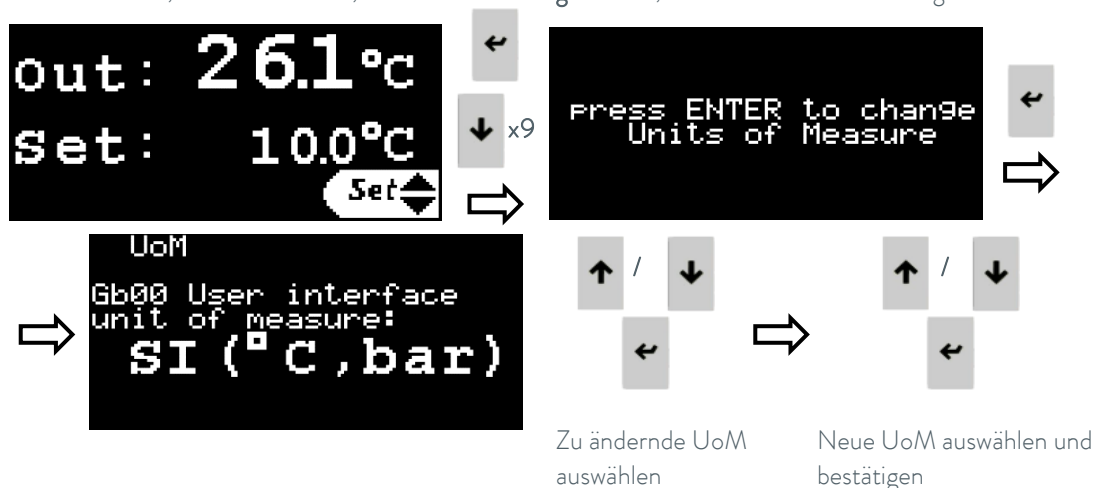 Out: 26.1°C
Set: 10.0°C
Set
x9
press ENTER to change
Units of Measure
UoM
Gb00 User interface
unit of measure:
SI (°C,bar)
/
/
Zu ändernde UoM
auswählen
Neue UoM auswählen und
bestätigen